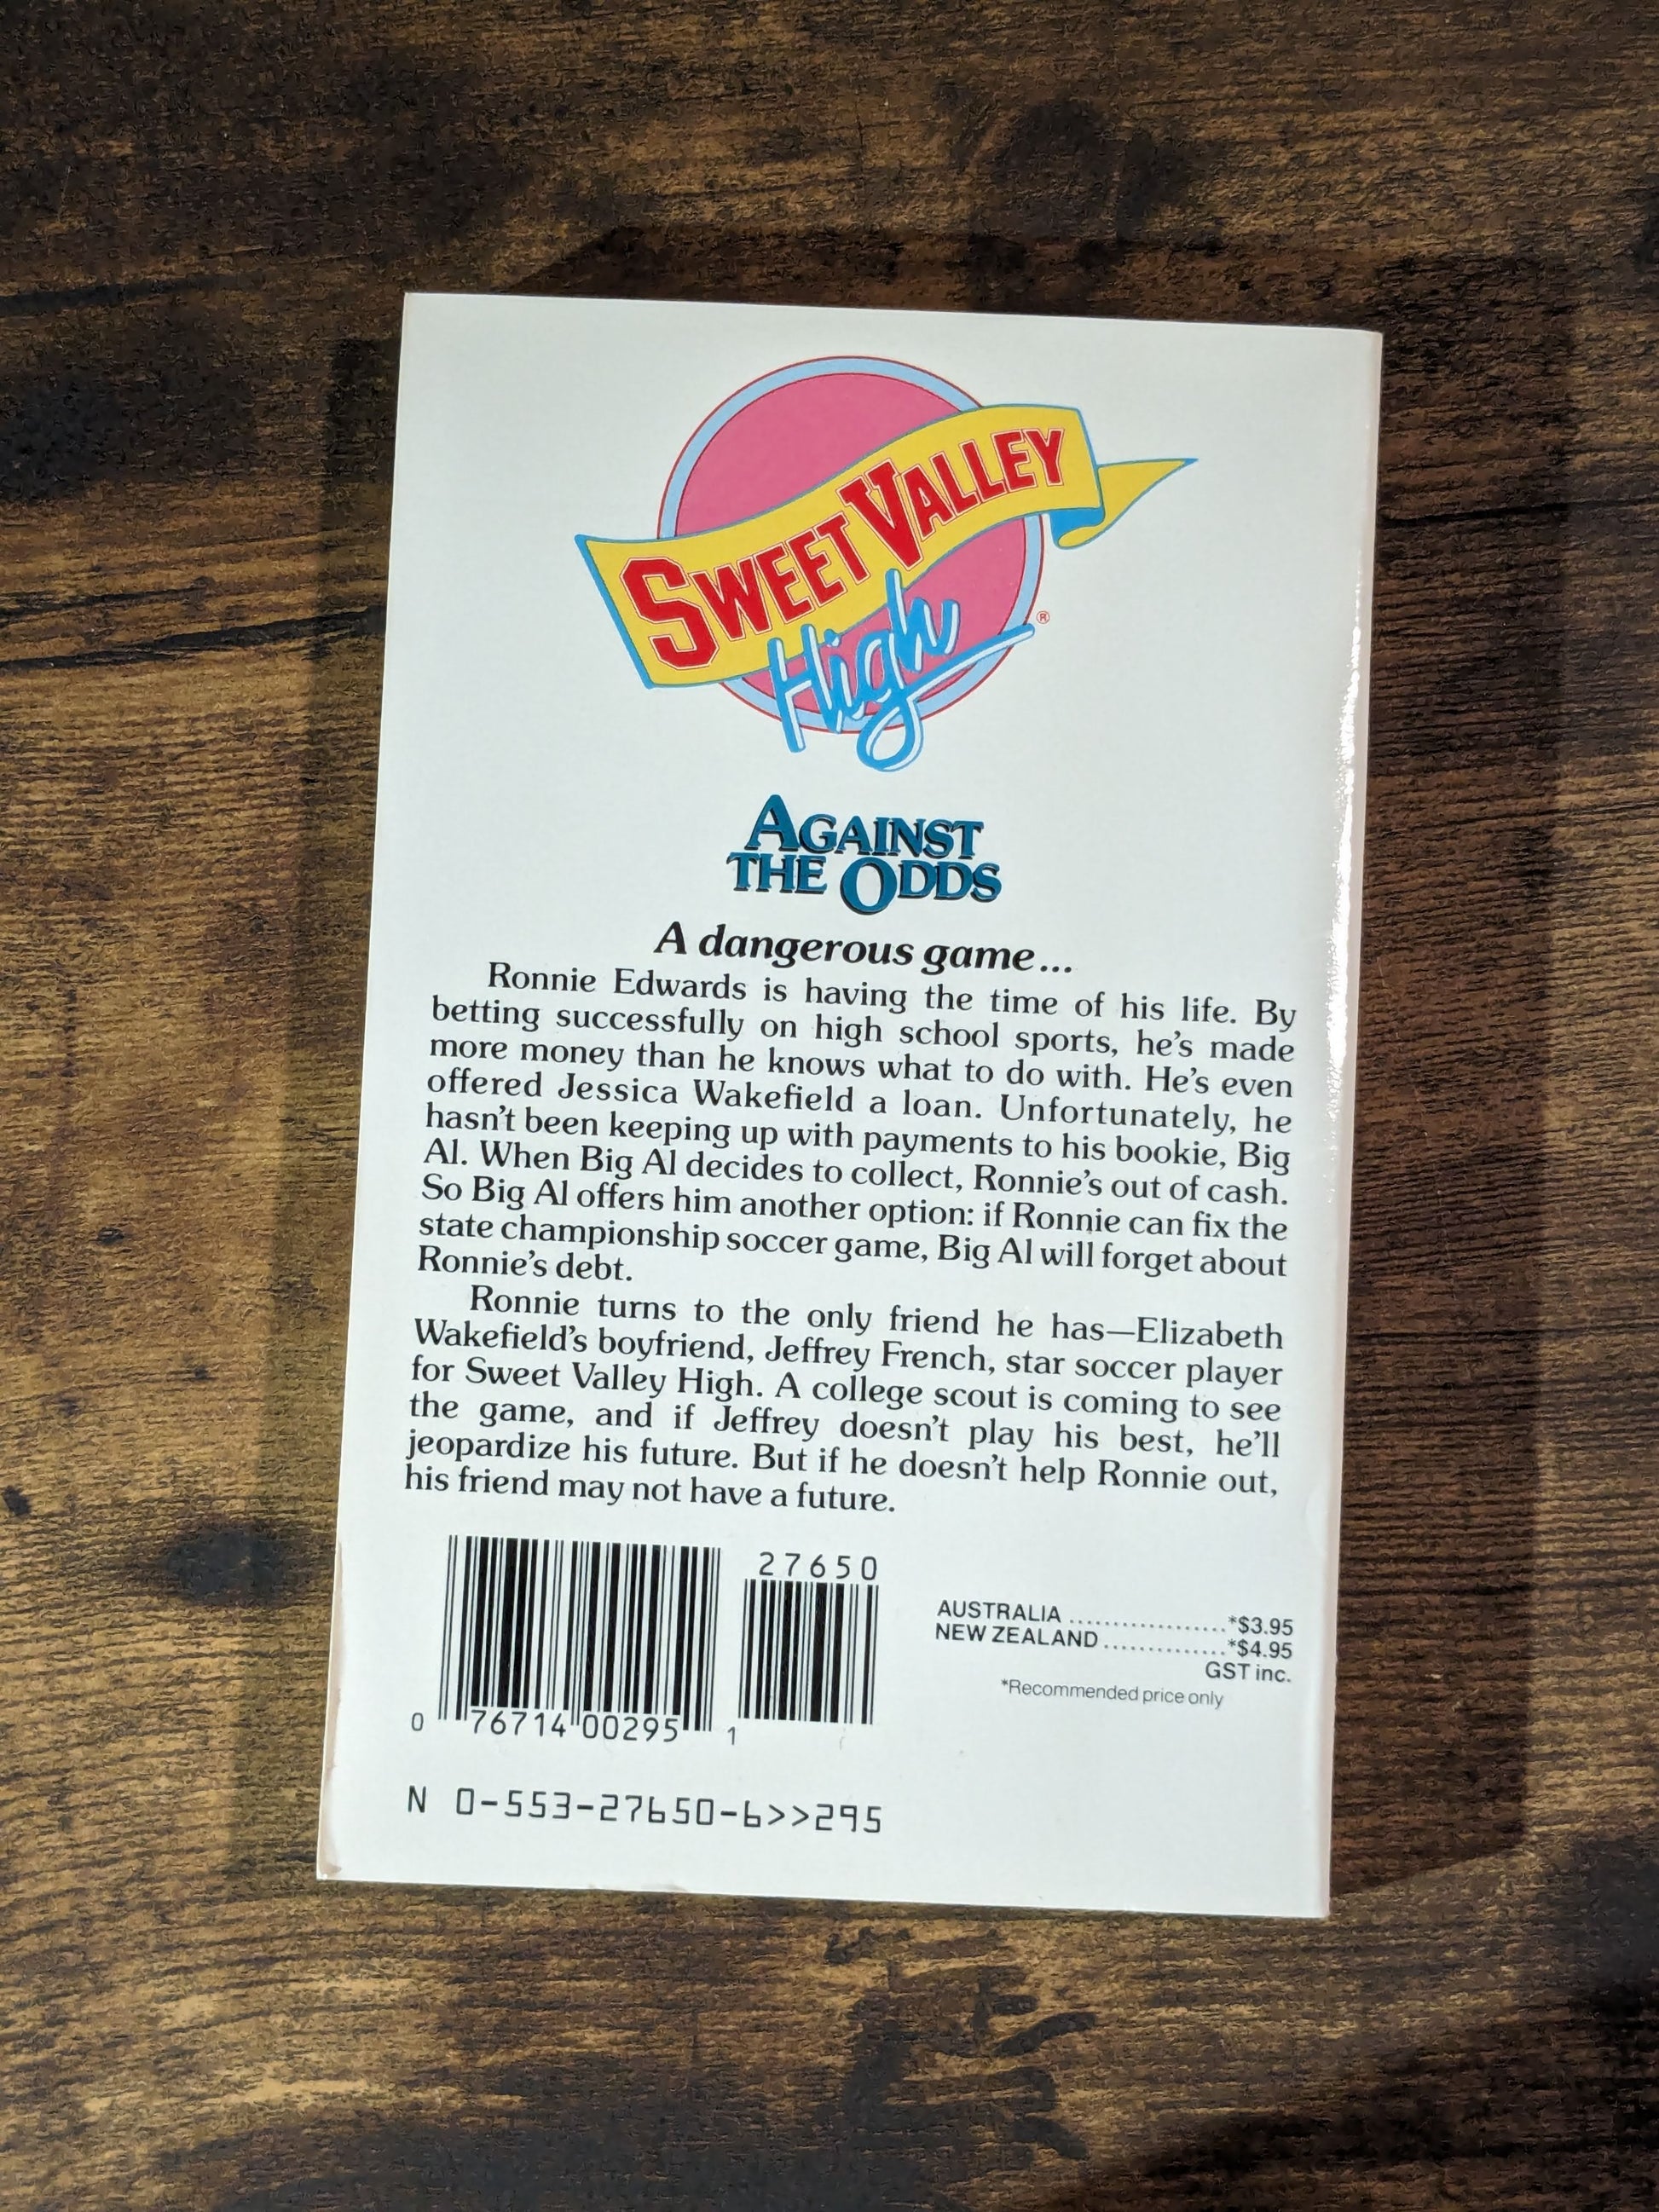 SWEET VALLEY
High ®
AGAINST
THE ODDS
A dangerous game...
Ronnie Edwards is having the time of his life. By
betting successfully on high school sports, he's made
more money than he knows what to do with. He's even
offered Jessica Wakefield a loan. Unfortunately, he
hasn't been keeping up with payments to his bookie, Big
Al. When Big Al decides to collect, Ronnie's out of cash.
So Big Al offers him another option: if Ronnie can fix the
state championship soccer game, Big Al will forget about
Ronnie's debt.
Ronnie turns to the only friend he has—Elizabeth
Wakefield's boyfriend, Jeffrey French, star soccer player
for Sweet Valley High. A college scout is coming to see
the game, and if Jeffrey doesn't play his best, he'll
jeopardize his future. But if he doesn't help Ronnie out,
his friend may not have a future.
27650
0 76714 00295 1
AUSTRALIA ................... *$3.95
NEW ZEALAND .............. *$4.95
GST inc.
*Recommended price only
N 0-553-27650-6>>295